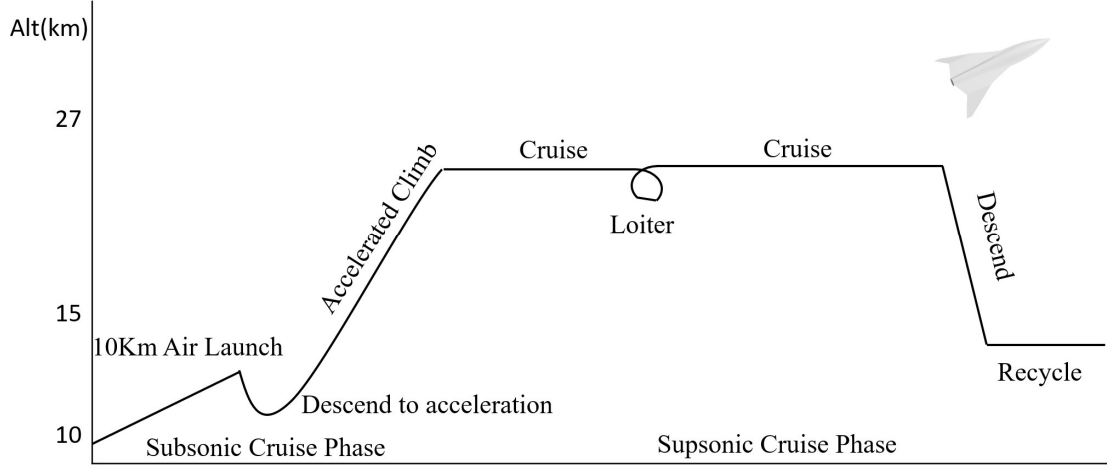 Alt(km)
27
Cruise
Cruise
Accelerated Climb
Loiter
Descend
15
10Km Air Launch
Recycle
Descend to acceleration
10
Subsonic Cruise Phase
Supsonic Cruise Phase